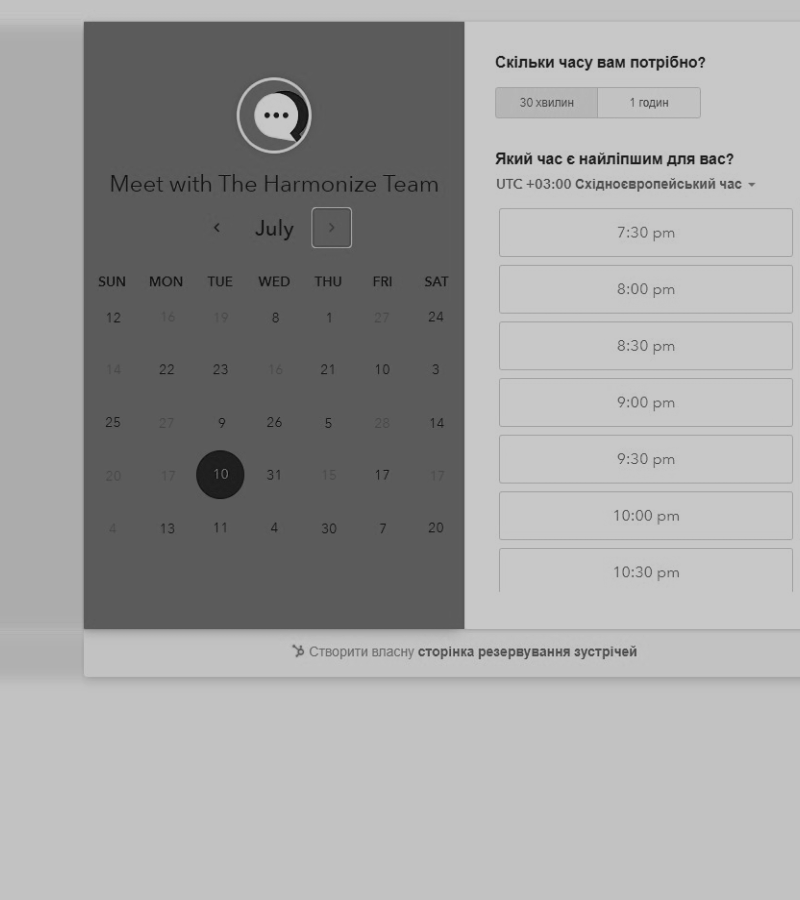 Meet with The Harmonize Team
July
SUN MON TUE WED THU FRI SAT
12 16 19 8 1 27 24
14 22 23 16 21 10 3
25 27 9 26 5 28 14
20 17 10 31 15 17 17
4 13 11 4 30 7 20
Скільки часу вам потрібно?
30 хвилин 1 годин
Який час є найліпшим для вас?
UTC +03:00 Східноєвропейський час
7:30 pm
8:00 pm
8:30 pm
9:00 pm
9:30 pm
10:00 pm
10:30 pm
Створити власну сторінка резервування зустрічей